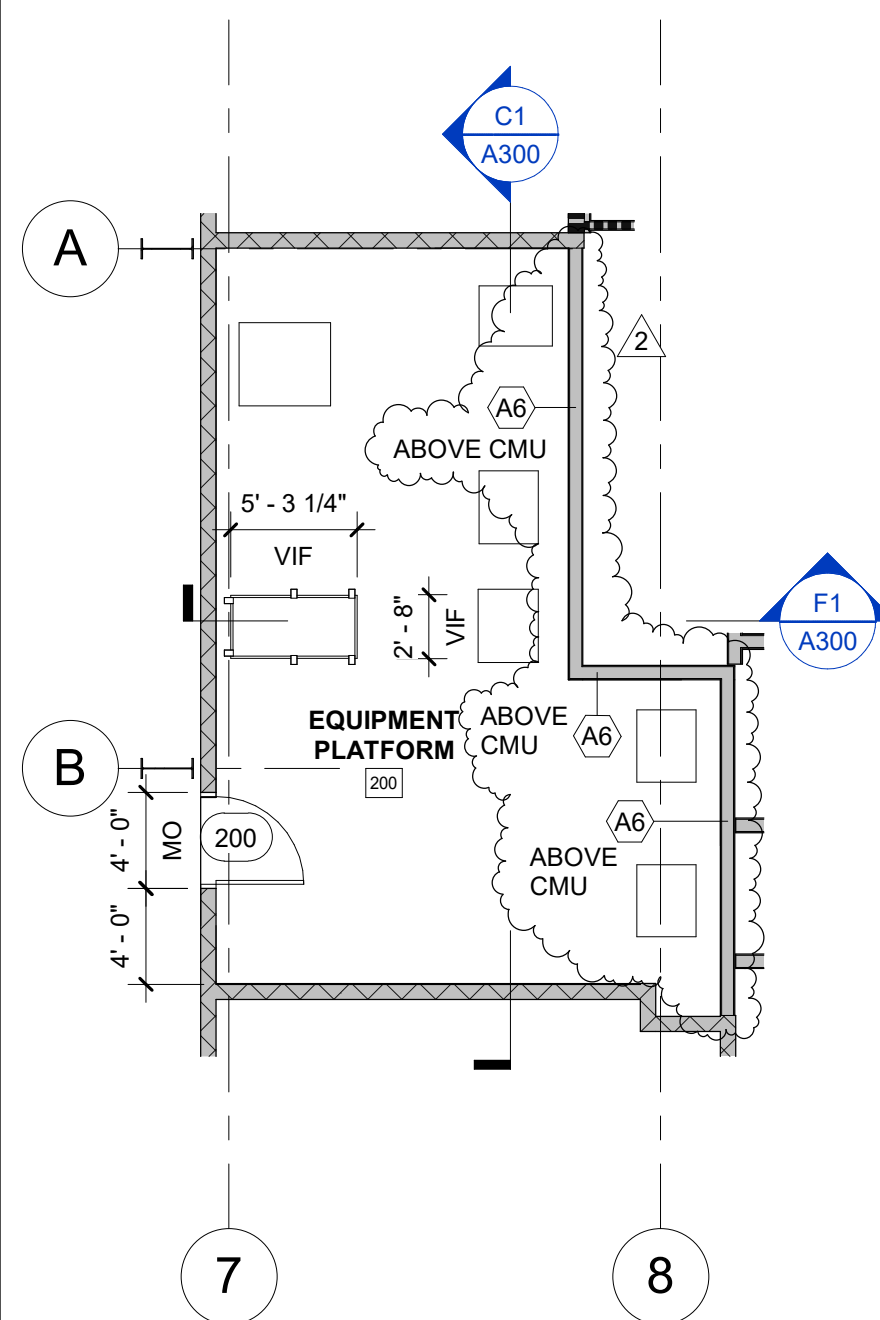 C1
A300
A
2
A6
ABOVE CMU
5' - 3 1/4"
VIF
2' - 8"
VIF
F1
A300
EQUIPMENT
PLATFORM
200
ABOVE
CMU
A6
B
4' - 0"
MO
200
A6
ABOVE
CMU
4' - 0"
7
8